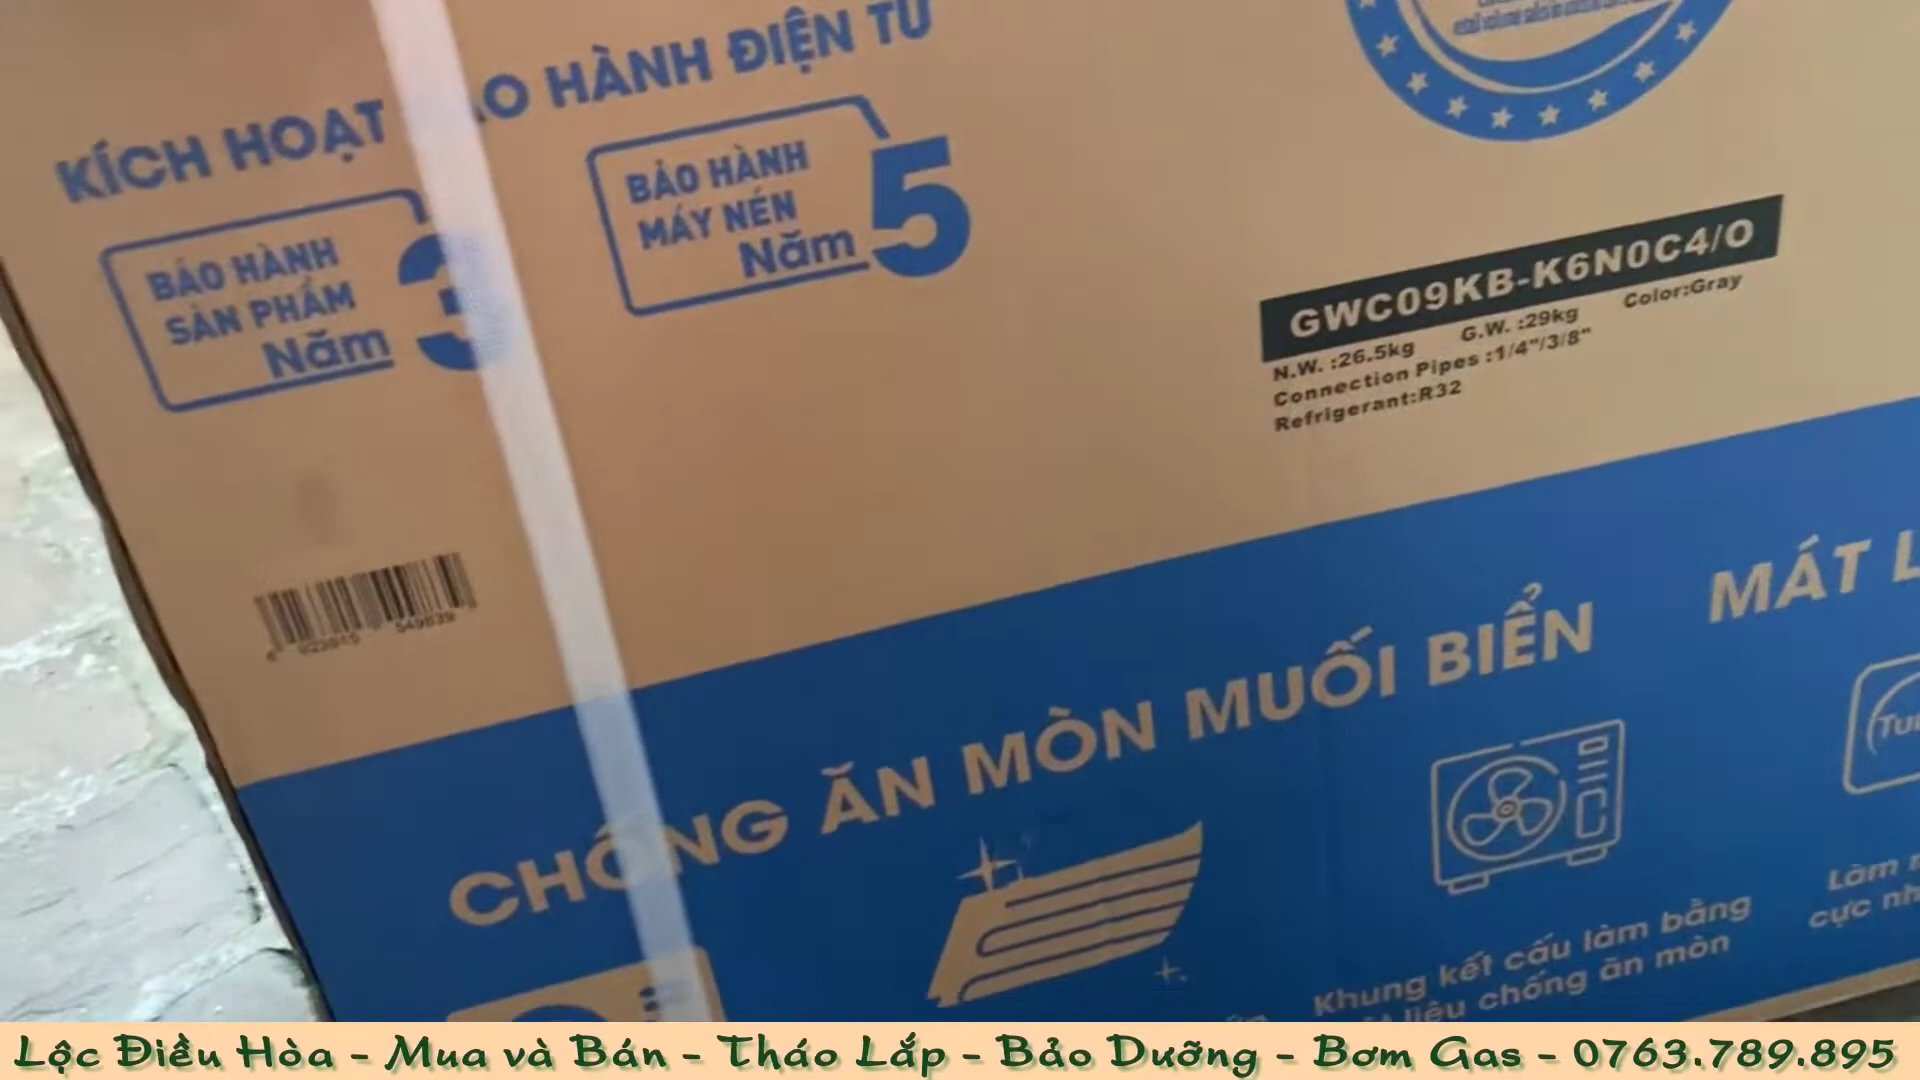 KÍCH HOẠT BẢO HÀNH ĐIỆN TỬ
BẢO HÀNH
SẢN PHẨM
Năm 3
BẢO HÀNH
MÁY NÉN
Năm 5
GWC09KB-K6N0C4/O
N.W. :26.5kg G.W. :29kg Color:Gray
Connection Pipes :1/4"/3/8"
Refrigerant:R32
CHỐNG ĂN MÒN MUỐI BIỂN
MÁT
Khung kết cấu làm bằng
liệu chống ăn mòn
Làm
cực
Lộc Điều Hòa - Mua và Bán - Tháo Lắp - Bảo Dưỡng - Bơm Gas - 0763.789.895